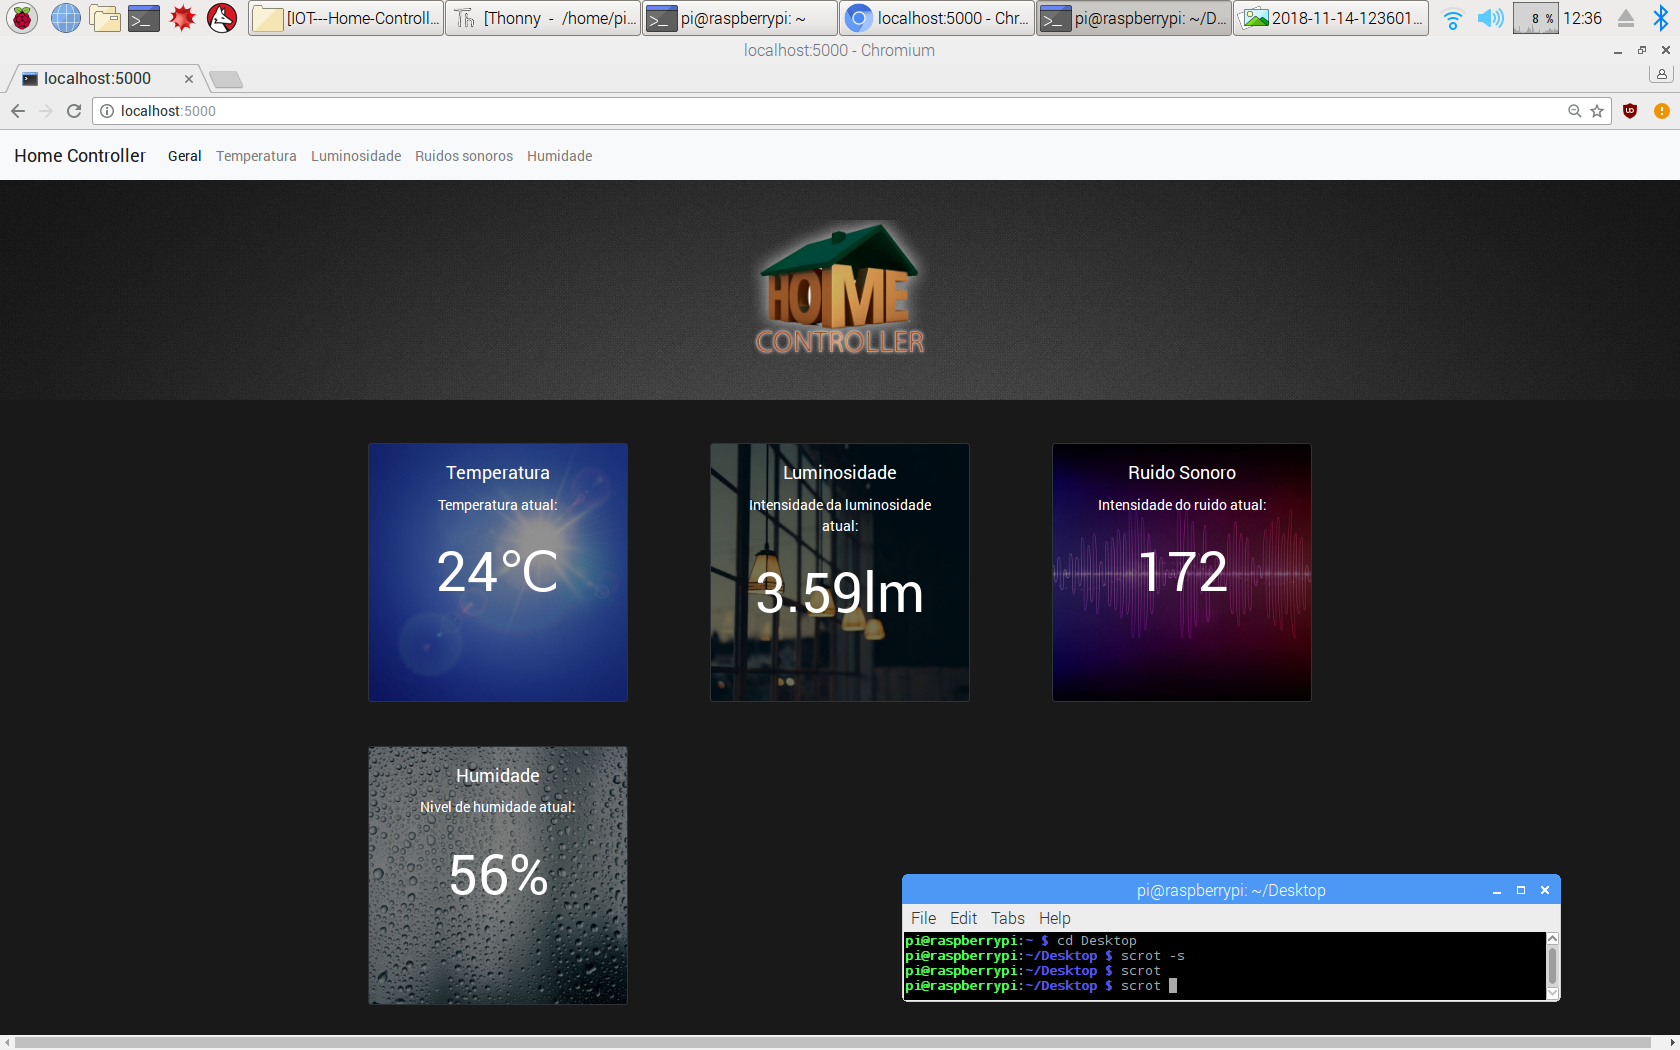 [IOT---Home-Controll...
[Thonny - /home/pi...
pi@raspberrypi: ~
localhost:5000 - Chr...
pi@raspberrypi: ~/D...
2018-11-14-123601...
8 %
12:36
localhost:5000 - Chromium
localhost:5000
localhost:5000
Home Controller
Geral
Temperatura
Luminosidade
Ruidos sonoros
Humidade
HOME
CONTROLLER
Temperatura
Temperatura atual:
24°C
Luminosidade
Intensidade da luminosidade
atual:
3.59lm
Ruido Sonoro
Intensidade do ruido atual:
172
Humidade
Nivel de humidade atual:
56%
pi@raspberrypi: ~/Desktop
File Edit Tabs Help
pi@raspberrypi:~ $ cd Desktop
pi@raspberrypi:~/Desktop $ scrot -s
pi@raspberrypi:~/Desktop $ scrot
pi@raspberrypi:~/Desktop $ scrot